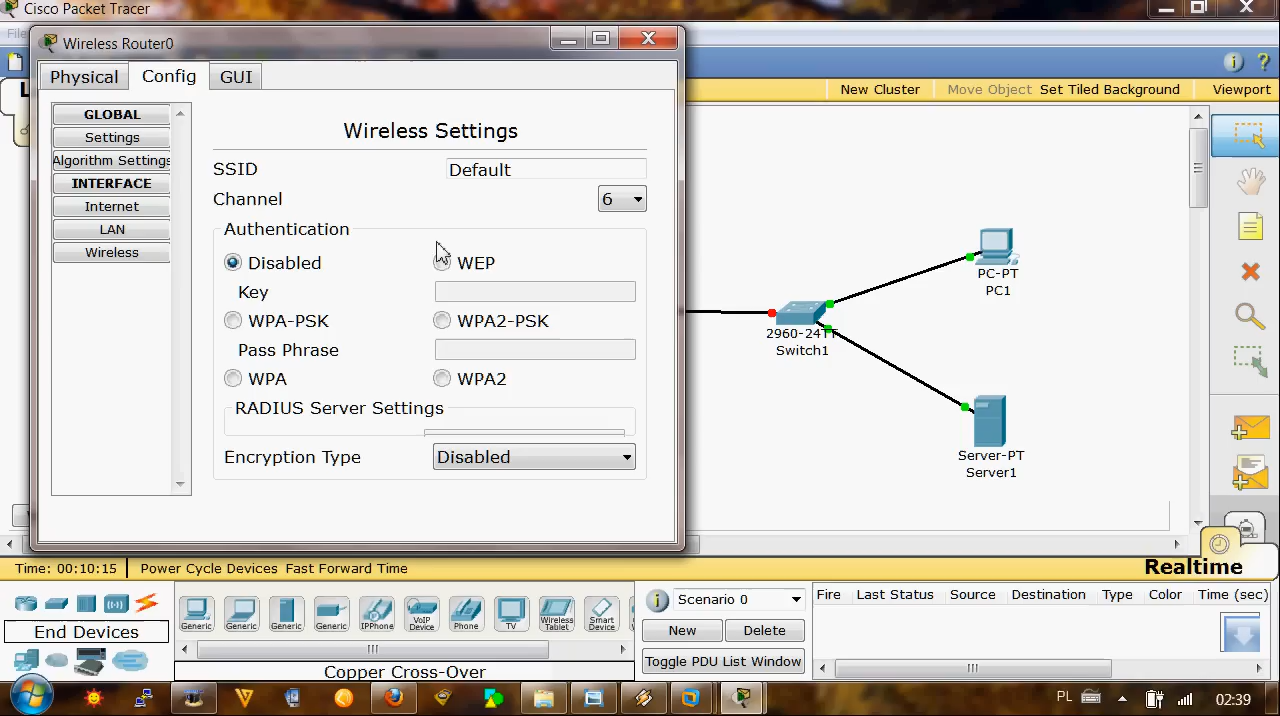 Cisco Packet Tracer
Wireless Router0
Physical
Config
GUI
GLOBAL
Settings
Algorithm Settings
INTERFACE
Internet
LAN
Wireless
Wireless Settings
SSID
Default
Channel
6
Authentication
Disabled
WEP
Key
WPA-PSK
WPA2-PSK
Pass Phrase
WPA
WPA2
RADIUS Server Settings
Encryption Type
Disabled
New Cluster
Move Object
Set Tiled Background
Viewport
PC-PT
PC1
2960-24TT
Switch1
Server-PT
Server1
Time: 00:10:15
Power Cycle Devices Fast Forward Time
Realtime
End Devices
Generic
Generic
Generic
Generic
IPPhone
VoIP
Device
Phone
TV
Wireless
Tablet
Smart
Device
Copper Cross-Over
Scenario 0
New
Delete
Toggle PDU List Window
Fire
Last Status
Source
Destination
Type
Color
Time (sec)
PL
02:39